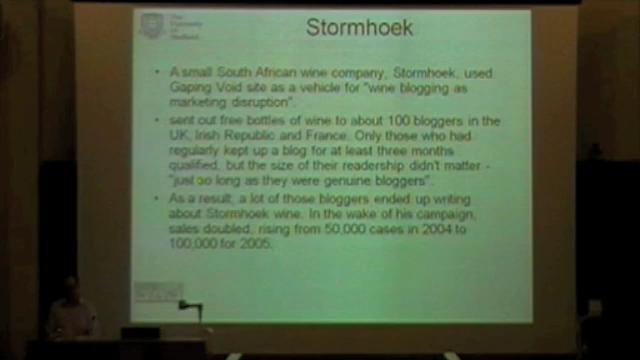 The
University
Of
Sheffield.
Stormhoek
• A small South African wine company, Stormhoek, used
Gaping Void site as a vehicle for "wine blogging as
marketing disruption".
• sent out free bottles of wine to about 100 bloggers in the
UK, Irish Republic and France. Only those who had
regularly kept up a blog for at least three months
qualified, but the size of their readership didn't matter -
"just so long as they were genuine bloggers".
• As a result, a lot of those bloggers ended up writing
about Stormhoek wine. In the wake of his campaign,
sales doubled, rising from 50,000 cases in 2004 to
100,000 for 2005.